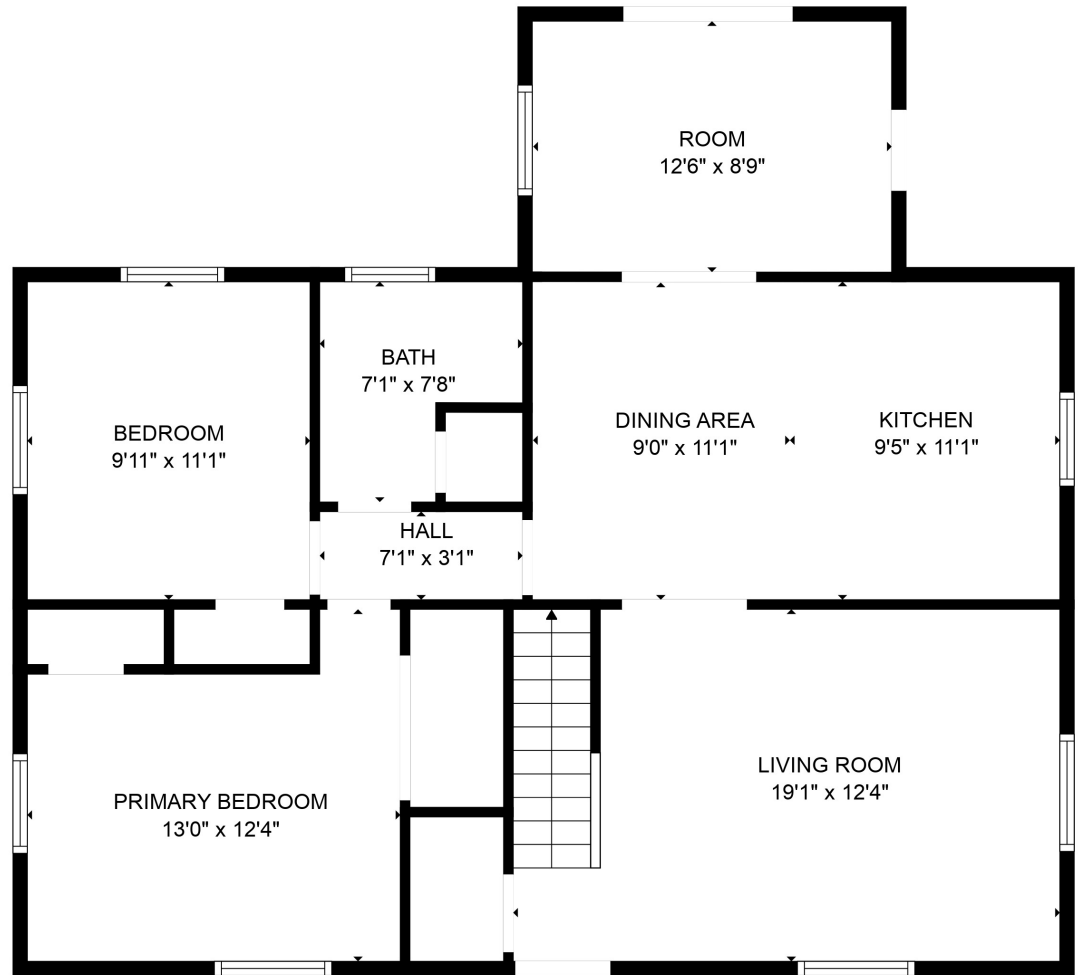 ROOM
12'6" x 8'9"
BATH
7'1" x 7'8"
BEDROOM
9'11" x 11'1"
DINING AREA
9'0" x 11'1"
KITCHEN
9'5" x 11'1"
HALL
7'1" x 3'1"
PRIMARY BEDROOM
13'0" x 12'4"
LIVING ROOM
19'1" x 12'4"